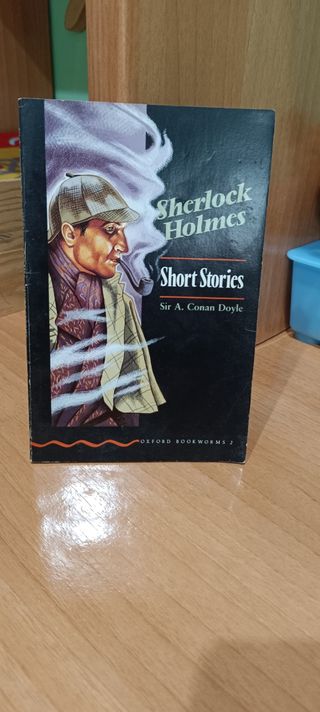 Sherlock
Holmes
Short Stories
Sir A. Conan Doyle
OXFORD BOOKWORMS 2